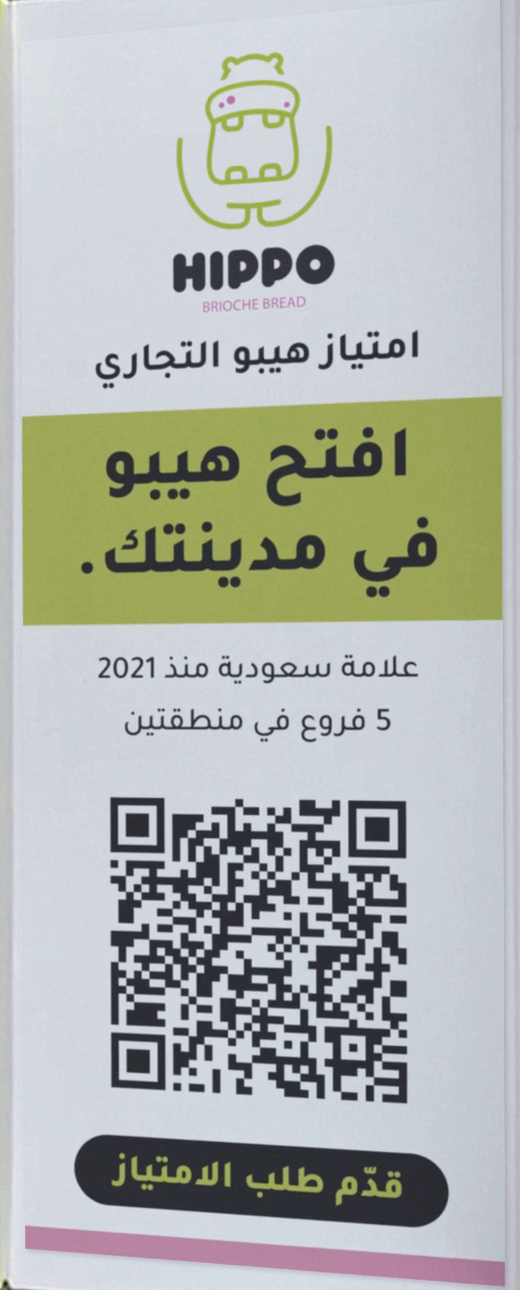 HIPPO
BRIOCHE BREAD
امتياز هيبو التجاري
افتح هيبو
في مدينتك.
علامة سعودية منذ 2021
5 فروع في منطقتين
قدّم طلب الامتياز